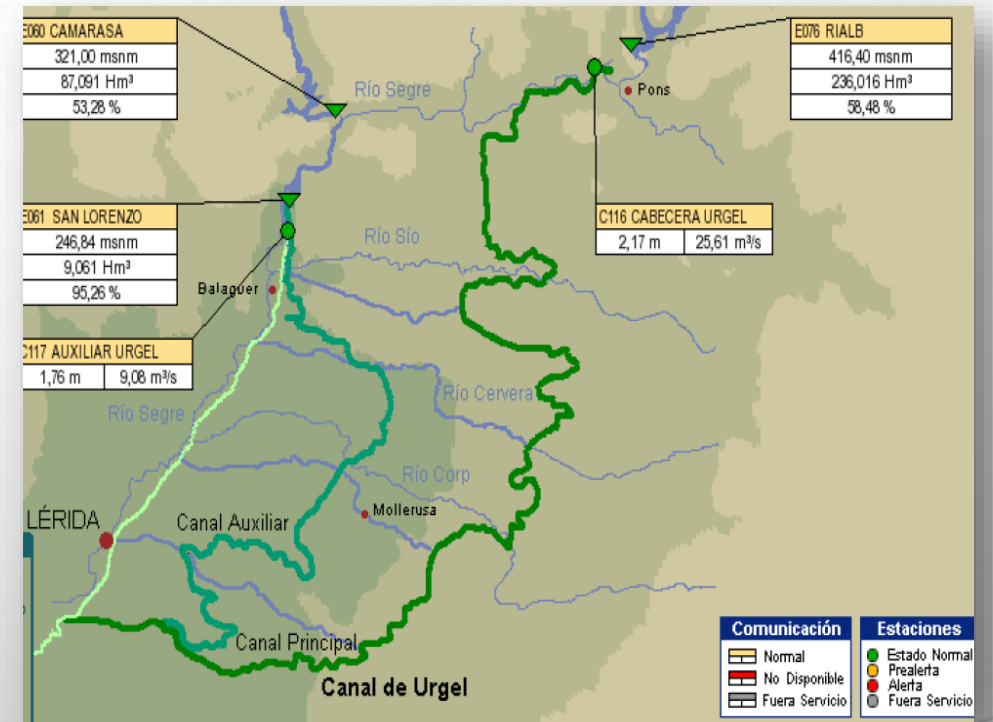 E060 CAMARASA
321,00 msnm
87,091 Hm³
53,28 %
E076 RIALB
416,40 msnm
236,016 Hm³
58,48 %
Río Segre
Pons
E061 SAN LORENZO
246,84 msnm
9,061 Hm³
95,26 %
C116 CABECERA URGEL
2,17 m 25,61 m³/s
Río Sío
Balaguer
C117 AUXILIAR URGEL
1,76 m 9,08 m³/s
Río Segre
Río Cervera
Río Corp
Mollerusa
LÉRIDA
Canal Auxiliar
Canal Principal
Canal de Urgel
Comunicación
Normal
No Disponible
Fuera Servicio
Estaciones
Estado Normal
Prealerta
Alerta
Fuera Servicio